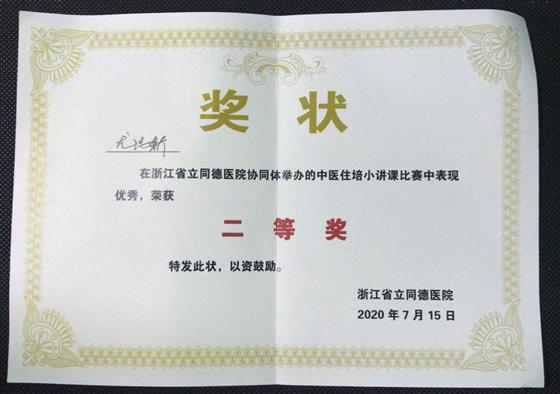 奖状
在浙江省立同德医院协同体举办的中医住培小讲课比赛中表现
优秀，荣获
二等奖
特发此状，以资鼓励。
浙江省立同德医院
2020年7月15日